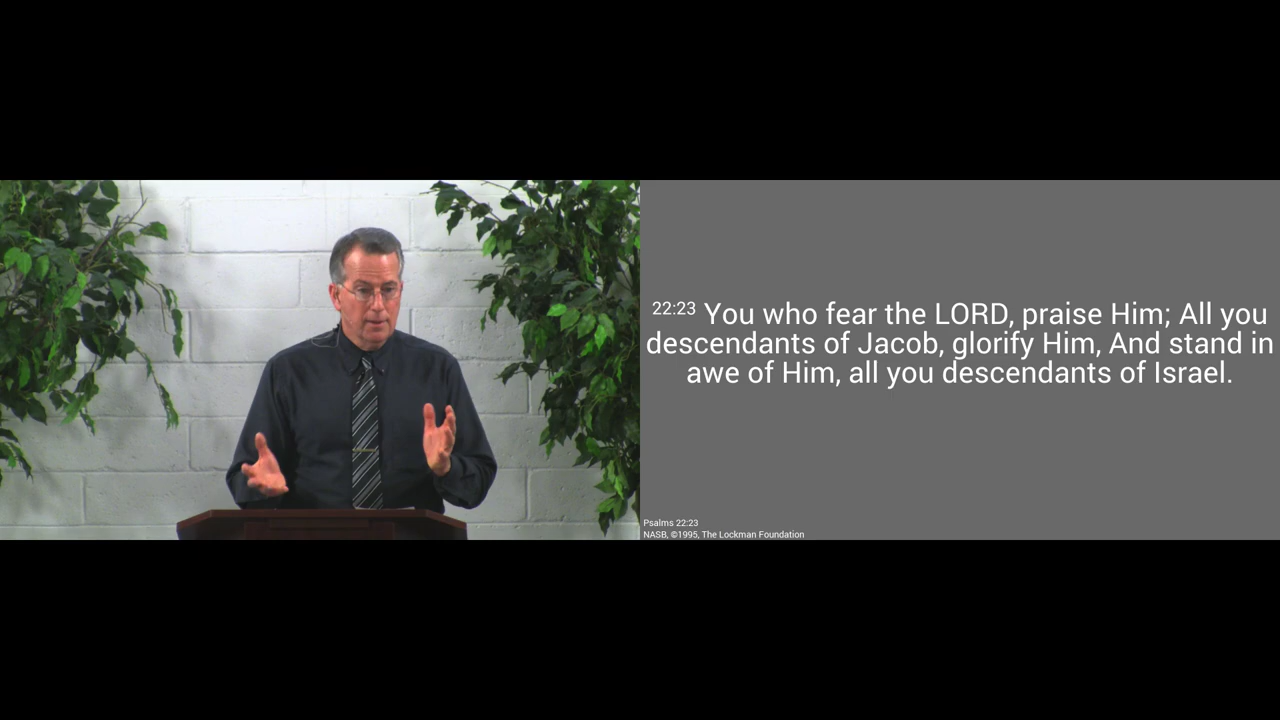 22:23 You who fear the LORD, praise Him; All you
descendants of Jacob, glorify Him, And stand in
awe of Him, all you descendants of Israel.
Psalms 22:23
NASB, ©1995, The Lockman Foundation